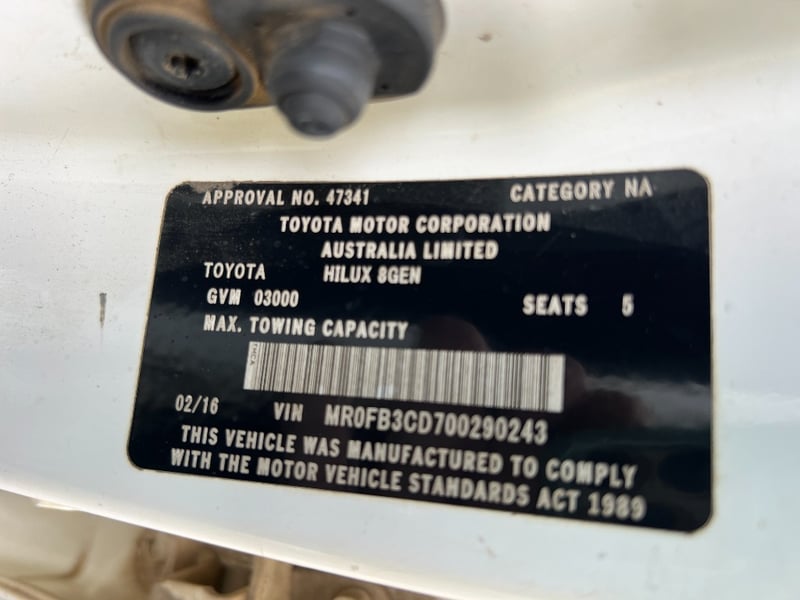 APPROVAL NO. 47341 CATEGORY NA
TOYOTA MOTOR CORPORATION
AUSTRALIA LIMITED
TOYOTA HILUX 8GEN
GVM 03000 SEATS 5
MAX. TOWING CAPACITY
TMCA
02/16 VIN MR0FB3CD700290243
THIS VEHICLE WAS MANUFACTURED TO COMPLY
WITH THE MOTOR VEHICLE STANDARDS ACT 1989